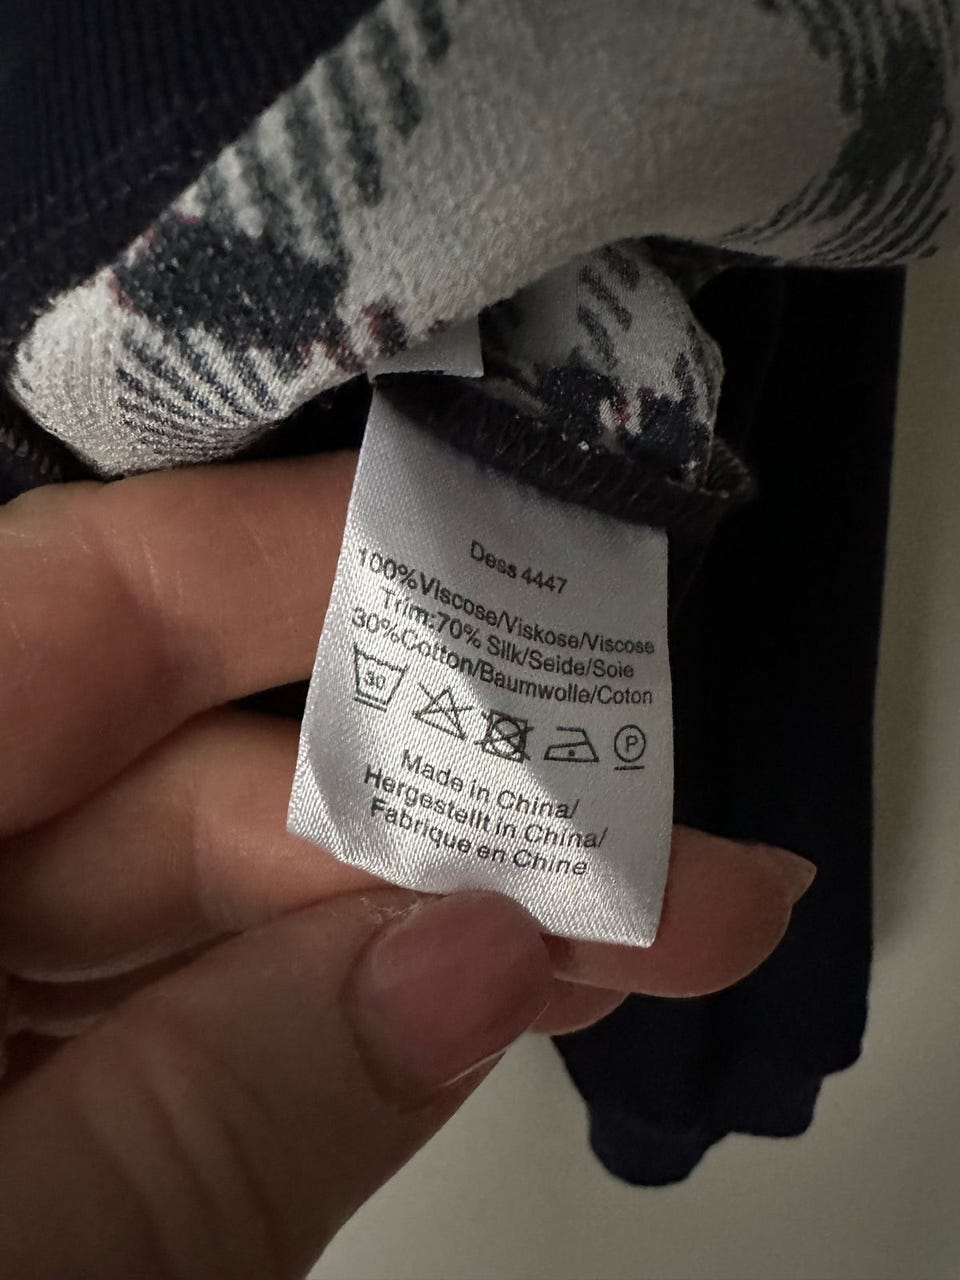 Dess 4447
100%Viscose/Viskose/Viscose
Trim:70% Silk/Seide/Soie
30%Cotton/Baumwolle/Coton
30 P
Made in China/
Hergestellt in China/
Fabrique en Chine